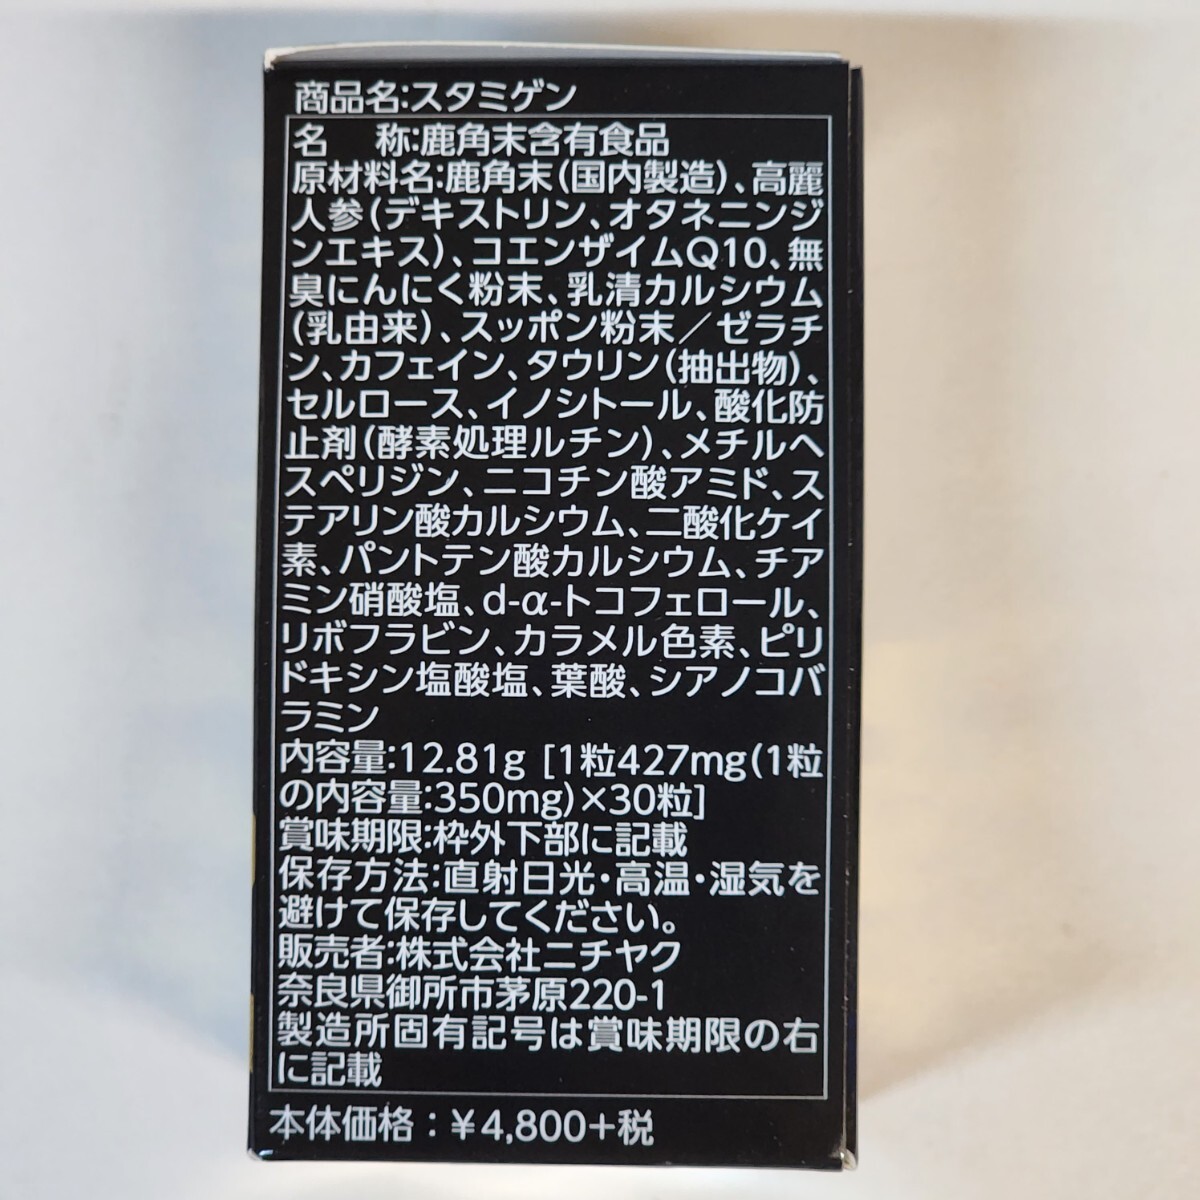 商品名:スタミゲン
名　称:鹿角末含有食品
原材料名:鹿角末(国内製造)、高麗
人参(デキストリン、オタネニンジ
ンエキス)、コエンザイムQ10、無
臭にんにく粉末、乳清カルシウム
(乳由来)、スッポン粉末／ゼラチ
ン、カフェイン、タウリン(抽出物)、
セルロース、イノシトール、酸化防
止剤(酵素処理ルチン)、メチルヘ
スペリジン、ニコチン酸アミド、ス
テアリン酸カルシウム、二酸化ケイ
素、パントテン酸カルシウム、チア
ミン硝酸塩、d-α-トコフェロール、
リボフラビン、カラメル色素、ピリ
ドキシン塩酸塩、葉酸、シアノコバ
ラミン
内容量:12.81g [1粒427mg(1粒
の内容量:350mg)×30粒]
賞味期限:枠外下部に記載
保存方法:直射日光・高温・湿気を
避けて保存してください。
販売者:株式会社ニチヤク
奈良県御所市茅原220-1
製造所固有記号は賞味期限の右
に記載
本体価格：￥4,800+税